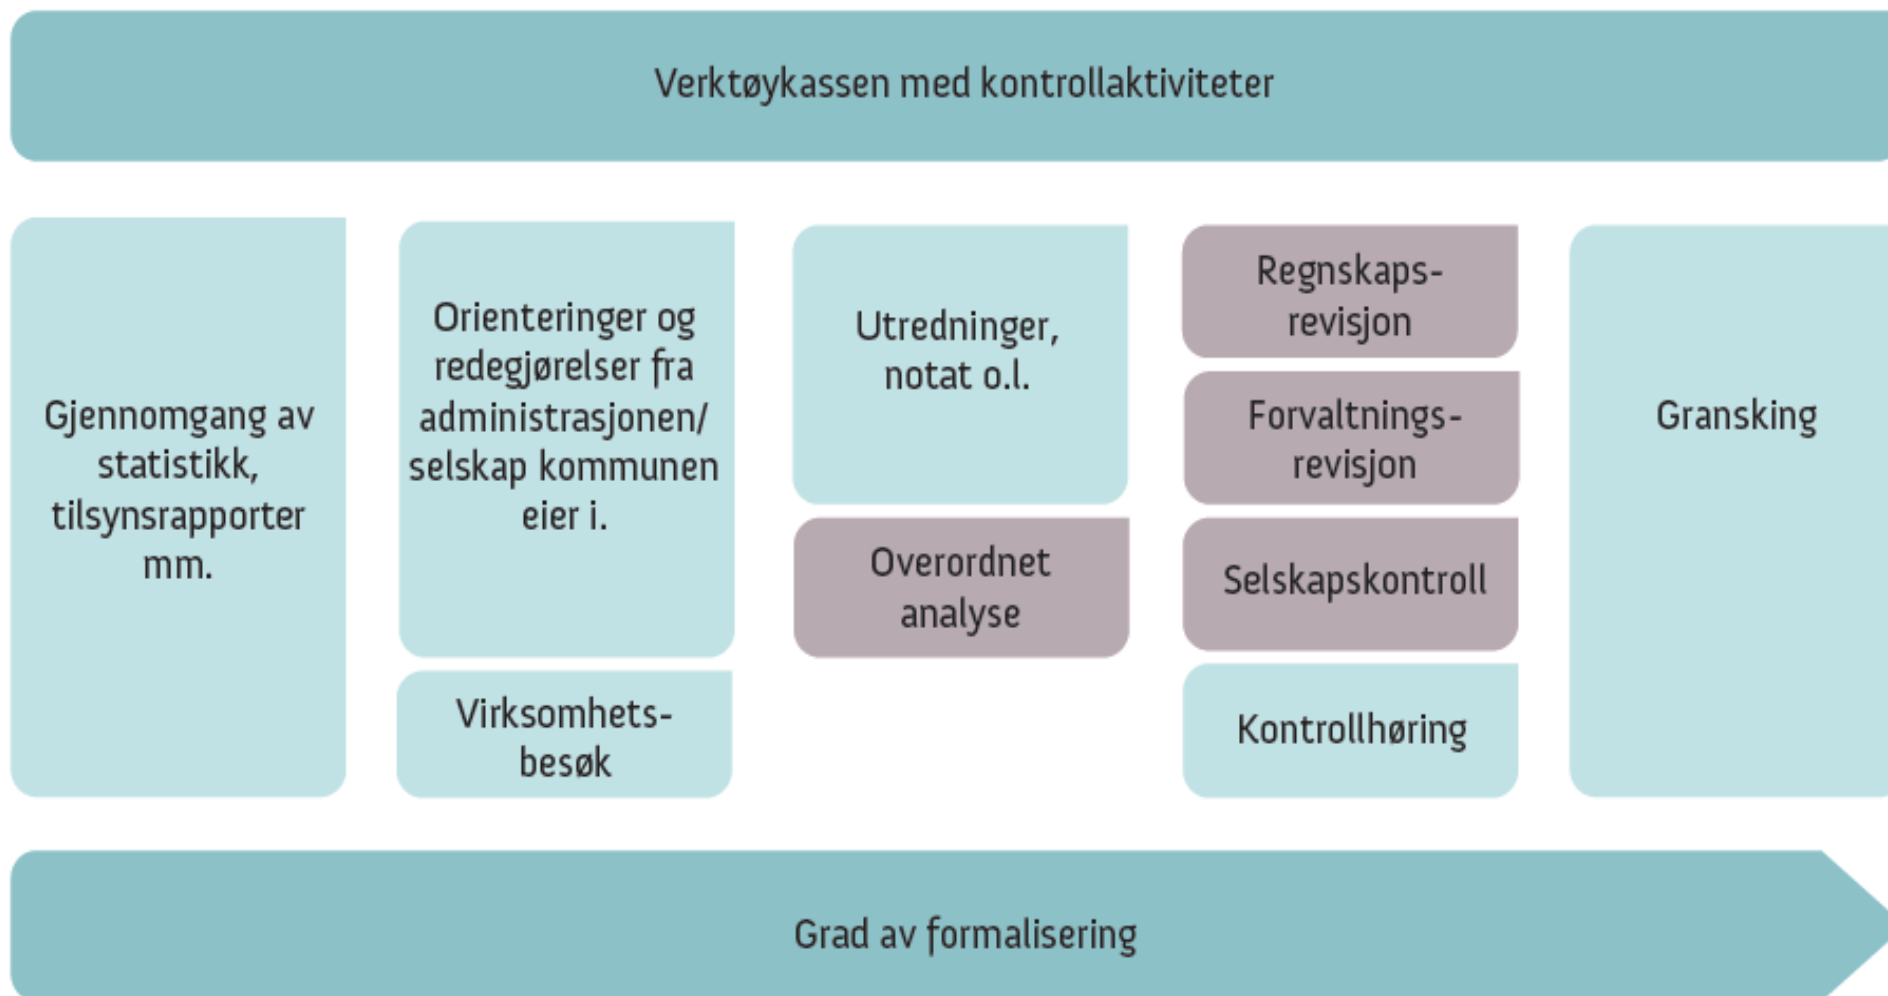 Verktøykassen med kontrollaktiviteter
Gjennomgang av
statistikk,
tilsynsrapporter
mm.
Orienteringer og
redegjørelser fra
administrasjonen/
selskap kommunen
eier i.
Virksomhets-
besøk
Utredninger,
notat o.l.
Overordnet
analyse
Regnskaps-
revisjon
Forvaltnings-
revisjon
Selskapskontroll
Kontrollhøring
Gransking
Grad av formalisering